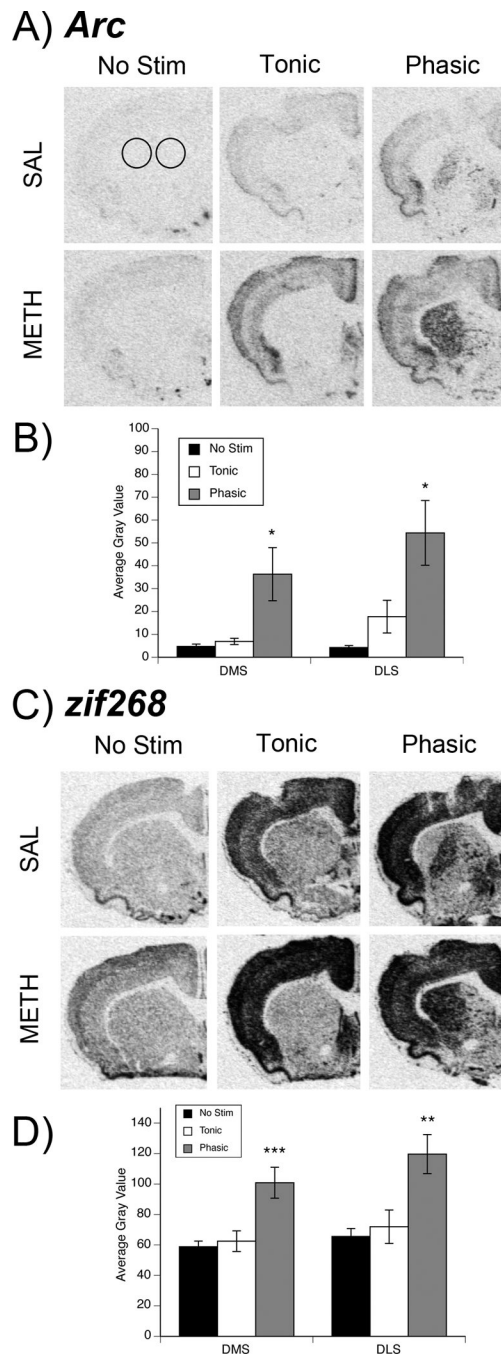 A) Arc
No Stim Tonic Phasic
SAL
METH
B)
100
90
80
70
60
50
40
30
20
10
0
Average Gray Value
No Stim
Tonic
Phasic
*
*
DMS DLS
C) zif268
No Stim Tonic Phasic
SAL
METH
D)
140
120
100
80
60
40
20
0
Average Gray Value
No Stim
Tonic
Phasic
***
**
DMS DLS